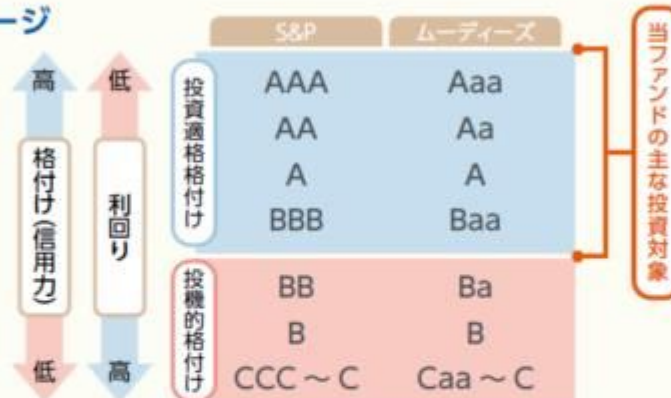 ージ
S&P ムーディーズ
高 低
格付け(信用力)
利回り
低 高
投資適格格付け
AAA Aaa
AA Aa
A A
BBB Baa
投機的格付け
BB Ba
B B
CCC ～ C Caa ～ C
当ファンドの主な投資対象